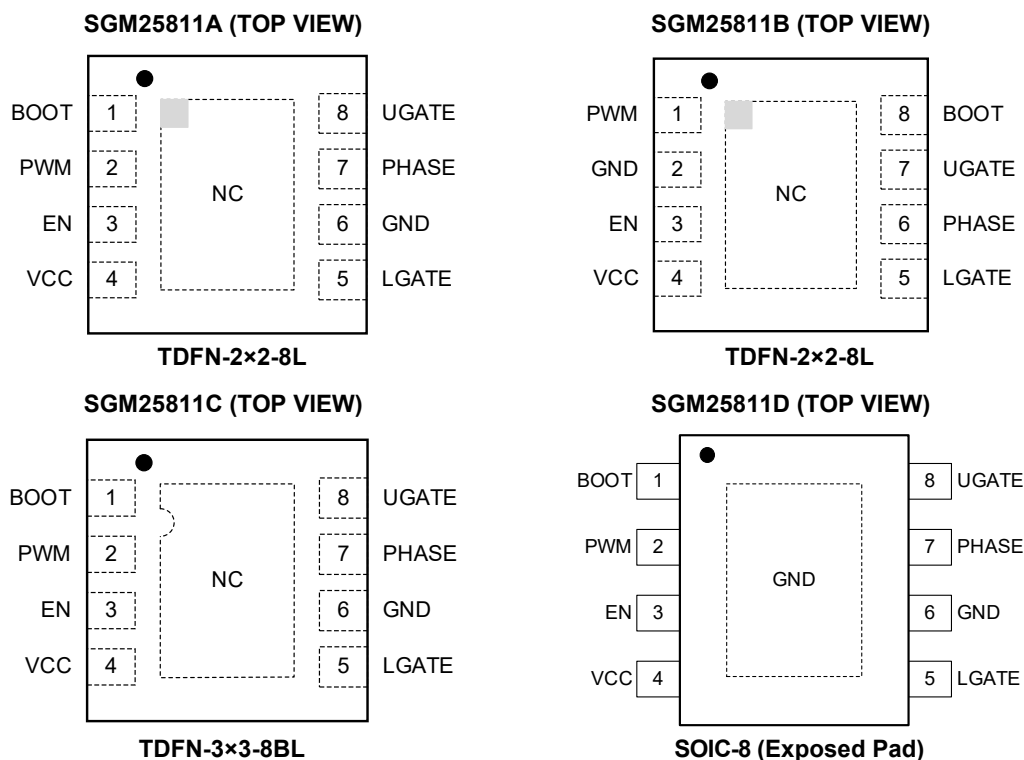 SGM25811A (TOP VIEW)
BOOT 1 8 UGATE
PWM 2 7 PHASE
NC
EN 3 6 GND
VCC 4 5 LGATE
TDFN-2×2-8L
SGM25811B (TOP VIEW)
PWM 1 8 BOOT
GND 2 7 UGATE
NC
EN 3 6 PHASE
VCC 4 5 LGATE
TDFN-2×2-8L
SGM25811C (TOP VIEW)
BOOT 1 8 UGATE
PWM 2 7 PHASE
NC
EN 3 6 GND
VCC 4 5 LGATE
TDFN-3×3-8BL
SGM25811D (TOP VIEW)
BOOT 1 8 UGATE
PWM 2 7 PHASE
GND
EN 3 6 GND
VCC 4 5 LGATE
SOIC-8 (Exposed Pad)